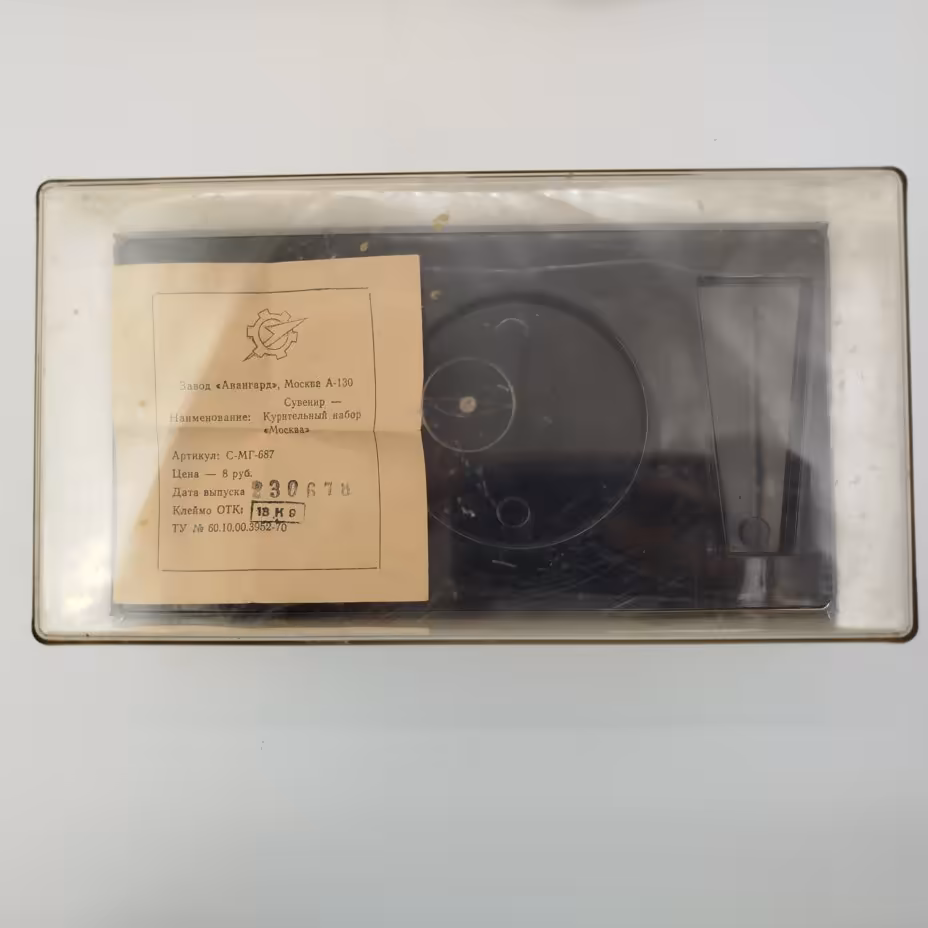 Завод «Авангард», Москва А-130
Сувенир —
Наименование: Курительный набор
«Москва»
Артикул: С-МГ-687
Цена — 8 руб.
Дата выпуска 230678
Клеймо ОТК: 18 К 9
ТУ № 60.10.00.3952-70